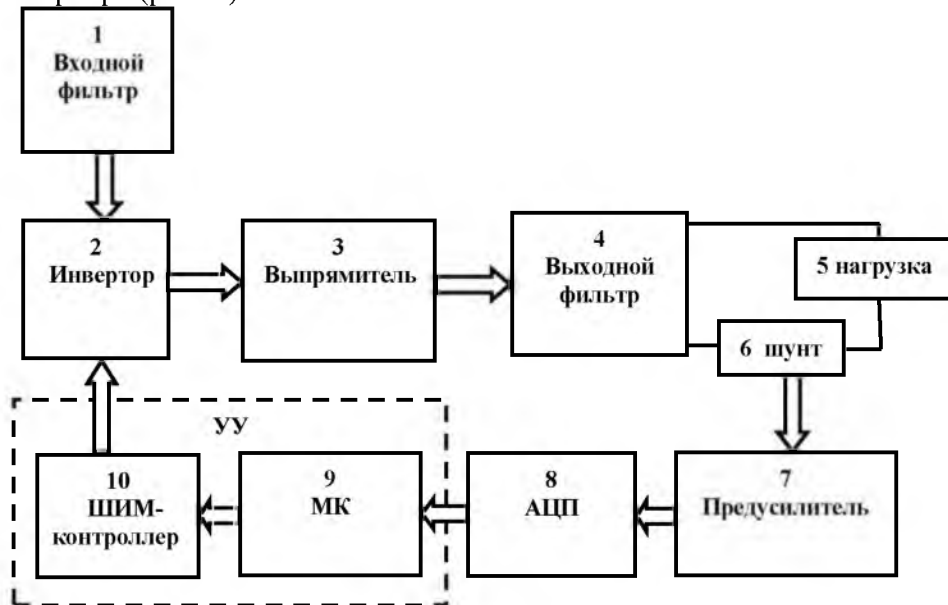 1
Входной
фильтр
2
Инвертор
3
Выпрямитель
4
Выходной
фильтр
5 нагрузка
6 шунт
УУ
10
ШИМ-
контроллер
9
МК
8
АЦП
7
Предусилитель